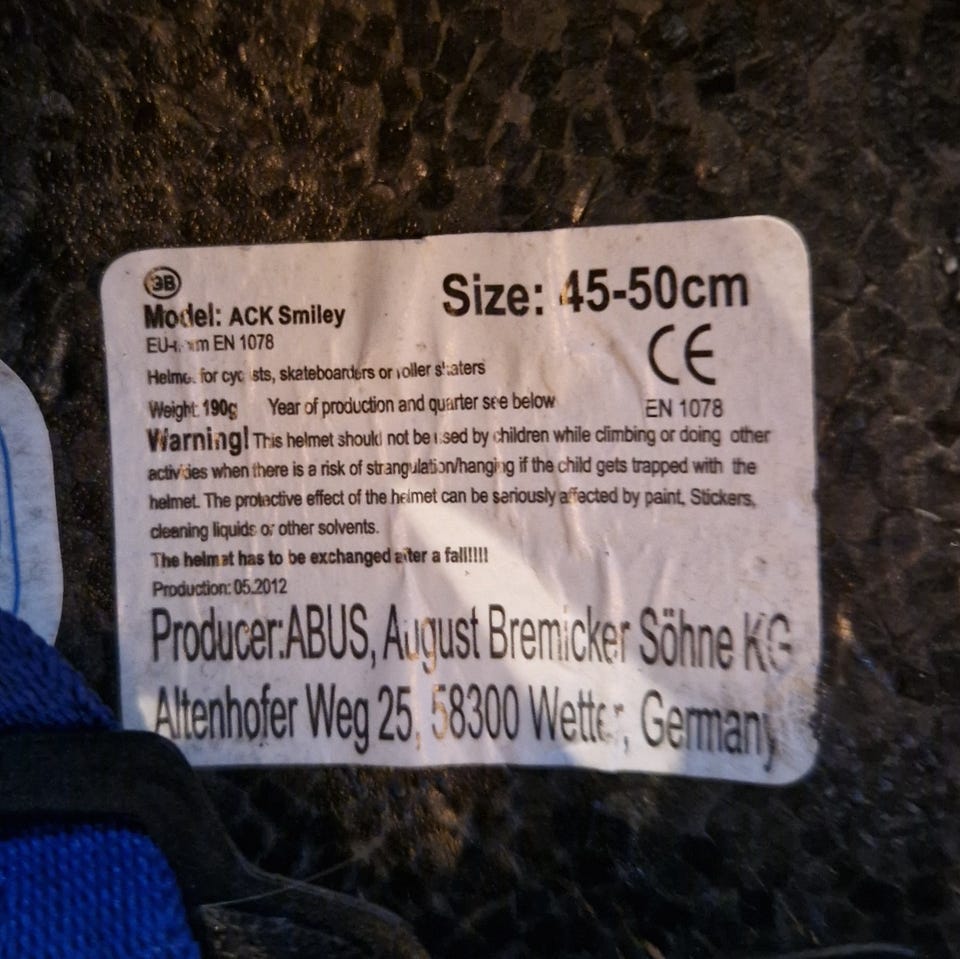 3B
Model: ACK Smiley
Size: 45-50cm
EU-norm EN 1078
CE
Helmet for cyclists, skateboarders or roller skaters
Weight: 190g Year of production and quarter see below
EN 1078
Warning! This helmet should not be used by children while climbing or doing other
activities when there is a risk of strangulation/hanging if the child gets trapped with the
helmet. The protective effect of the helmet can be seriously affected by paint, Stickers,
cleaning liquids or other solvents.
The helmet has to be exchanged after a fall!!!!
Production: 05.2012
Producer:ABUS, August Bremicker Söhne KG
Altenhofer Weg 25, 58300 Wetter, Germany